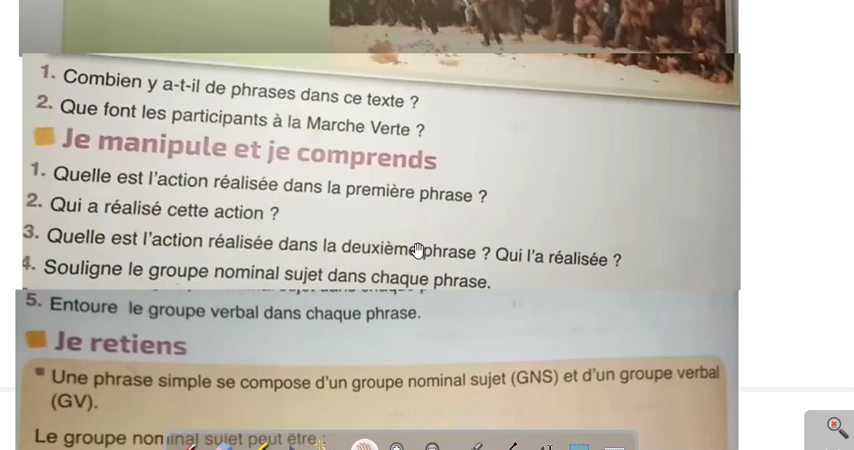 1. Combien y a-t-il de phrases dans ce texte ?
2. Que font les participants à la Marche Verte ?
Je manipule et je comprends
1. Quelle est l'action réalisée dans la première phrase ?
2. Qui a réalisé cette action ?
3. Quelle est l'action réalisée dans la deuxième phrase ? Qui l'a réalisée ?
4. Souligne le groupe nominal sujet dans chaque phrase.
5. Entoure le groupe verbal dans chaque phrase.
Je retiens
Une phrase simple se compose d'un groupe nominal sujet (GNS) et d'un groupe verbal
(GV).
Le groupe nominal sujet peut être :